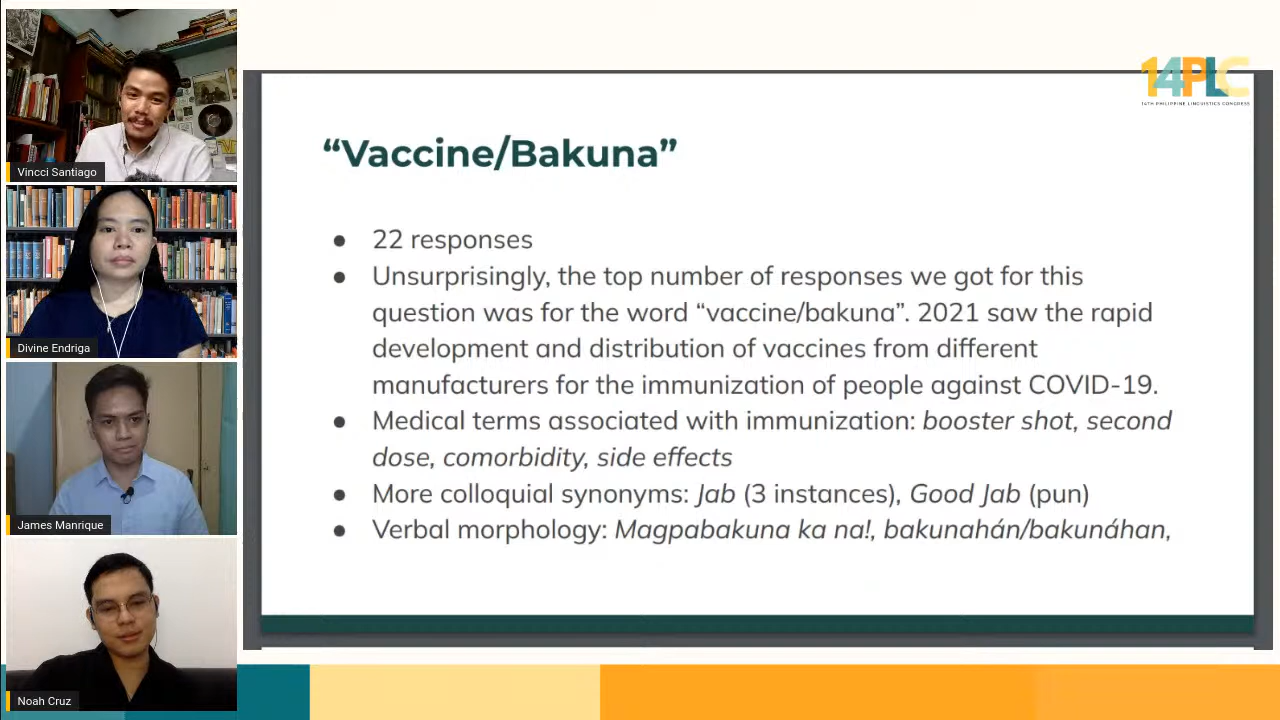 Vincci Santiago
Divine Endriga
James Manrique
Noah Cruz
14PLC
14TH PHILIPPINE LINGUISTICS CONGRESS
“Vaccine/Bakuna”
● 22 responses
● Unsurprisingly, the top number of responses we got for this
question was for the word “vaccine/bakuna”. 2021 saw the rapid
development and distribution of vaccines from different
manufacturers for the immunization of people against COVID-19.
● Medical terms associated with immunization: booster shot, second
dose, comorbidity, side effects
● More colloquial synonyms: Jab (3 instances), Good Jab (pun)
● Verbal morphology: Magpabakuna ka na!, bakunahán/bakunáhan,